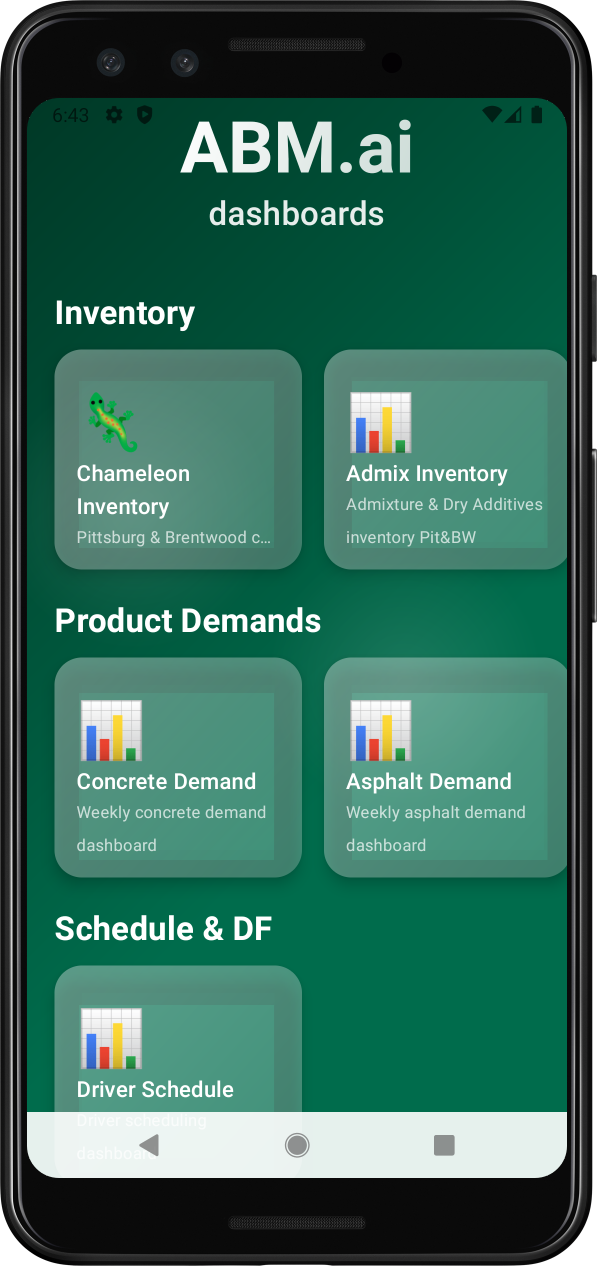 6:43
ABM.ai
dashboards
Inventory
Chameleon
Inventory
Pittsburg & Brentwood c…
Admix Inventory
Admixture & Dry Additives
inventory Pit&BW
Product Demands
Concrete Demand
Weekly concrete demand
dashboard
Asphalt Demand
Weekly asphalt demand
dashboard
Schedule & DF
Driver Schedule
Driver scheduling
dashboard